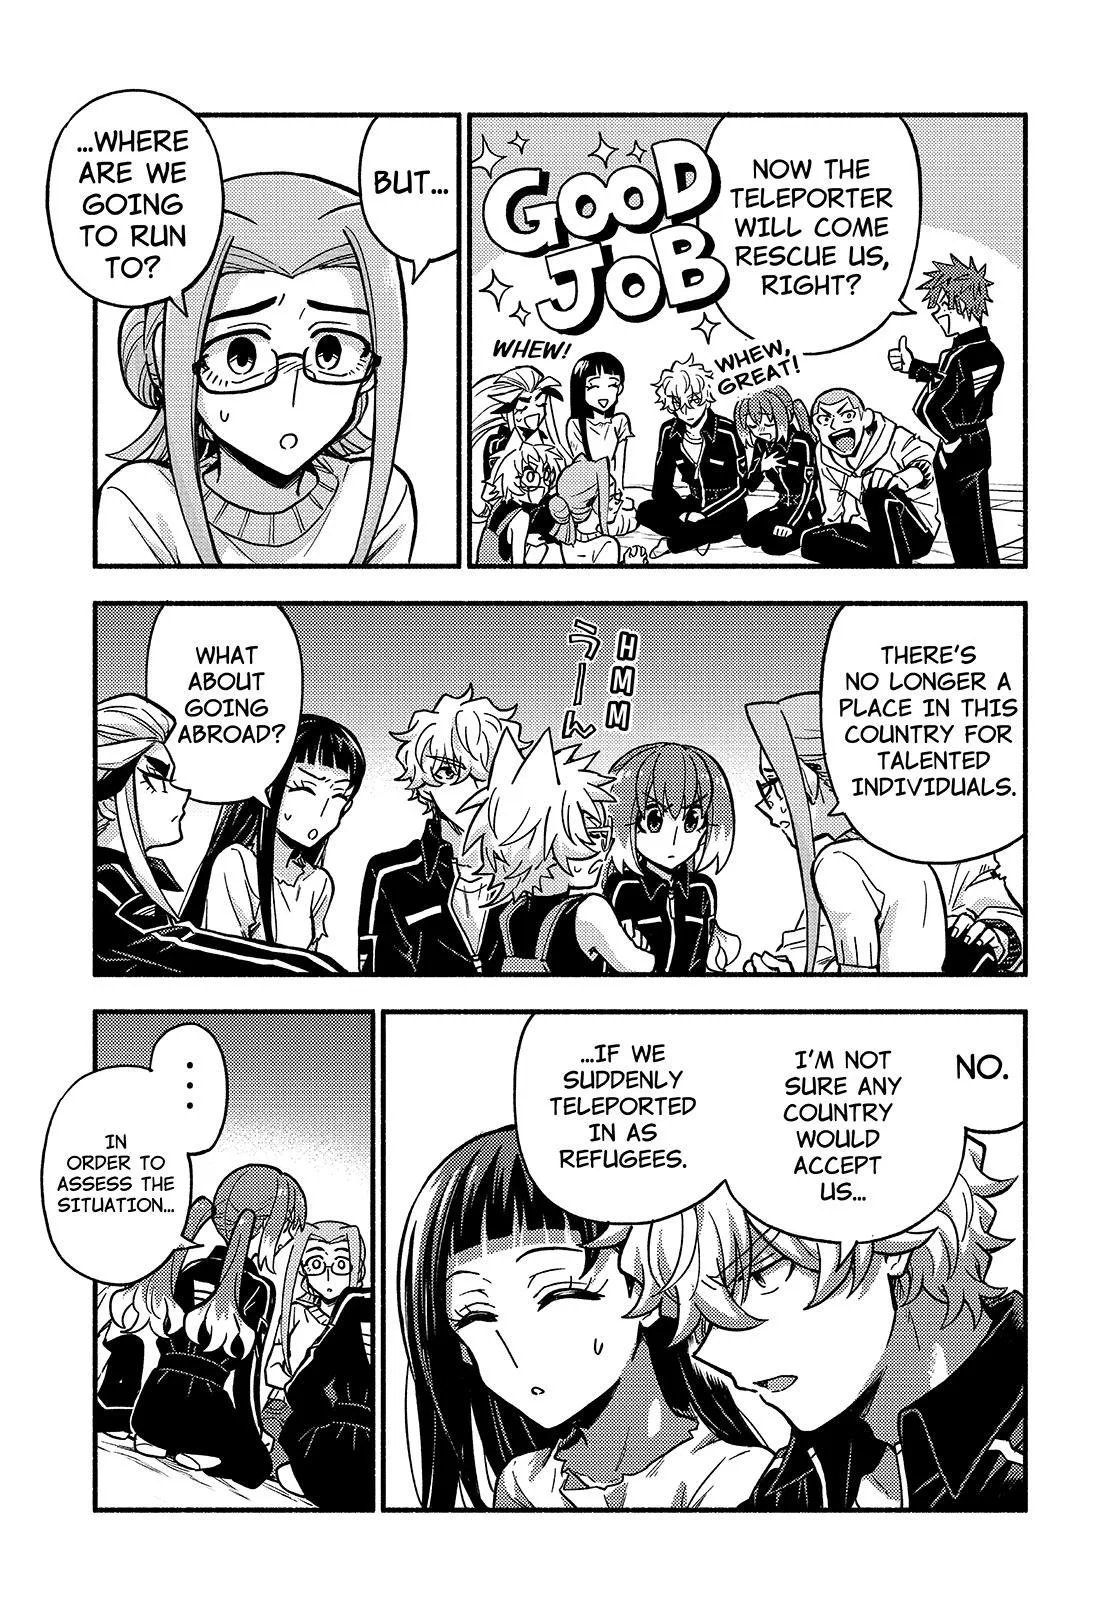 NOW THE
TELEPORTER
WILL COME
RESCUE US,
RIGHT?
GOOD
JOB
WHEW!
WHEW,
GREAT!
BUT...
...WHERE
ARE WE
GOING
TO RUN
TO?
THERE'S
NO LONGER A
PLACE IN THIS
COUNTRY FOR
TALENTED
INDIVIDUALS.
HMM
うーん
WHAT
ABOUT
GOING
ABROAD?
NO.
I'M NOT
SURE ANY
COUNTRY
WOULD
ACCEPT
US...
...IF WE
SUDDENLY
TELEPORTED
IN AS
REFUGEES.
...
IN
ORDER TO
ASSESS THE
SITUATION...